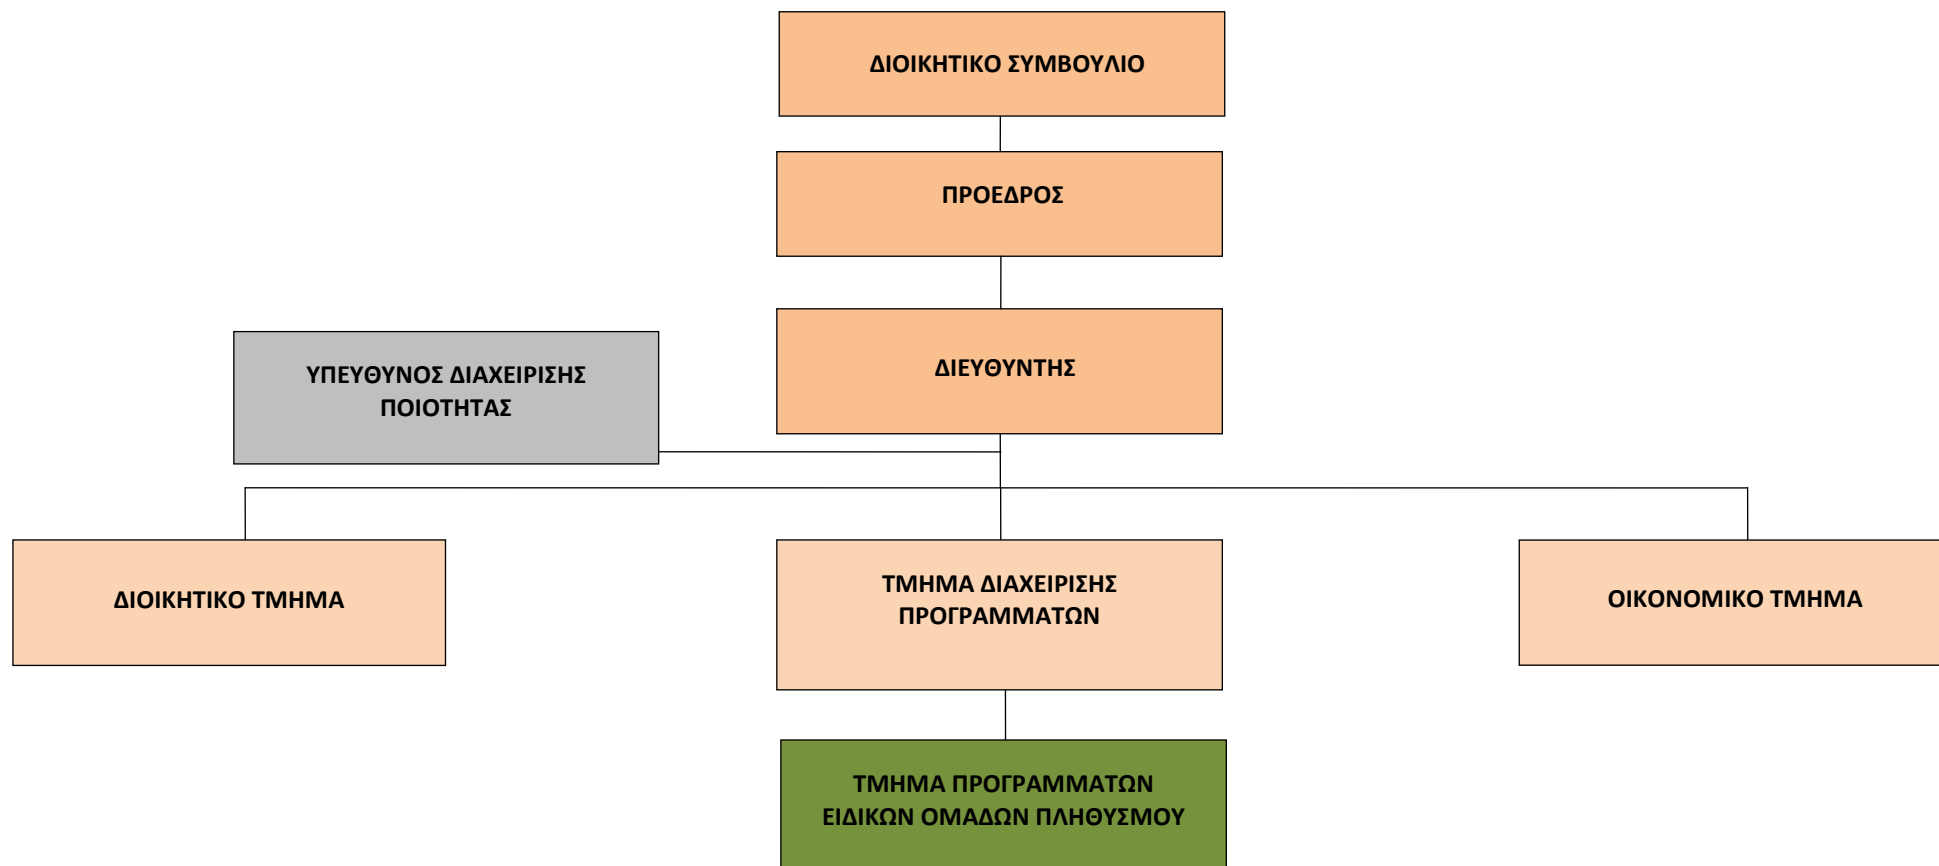 ΔΙΟΙΚΗΤΙΚΟ ΣΥΜΒΟΥΛΙΟ
ΠΡΟΕΔΡΟΣ
ΔΙΕΥΘΥΝΤΗΣ
ΥΠΕΥΘΥΝΟΣ ΔΙΑΧΕΙΡΙΣΗΣ
ΠΟΙΟΤΗΤΑΣ
ΔΙΟΙΚΗΤΙΚΟ ΤΜΗΜΑ
ΤΜΗΜΑ ΔΙΑΧΕΙΡΙΣΗΣ
ΠΡΟΓΡΑΜΜΑΤΩΝ
ΟΙΚΟΝΟΜΙΚΟ ΤΜΗΜΑ
ΤΜΗΜΑ ΠΡΟΓΡΑΜΜΑΤΩΝ
ΕΙΔΙΚΩΝ ΟΜΑΔΩΝ ΠΛΗΘΥΣΜΟΥ